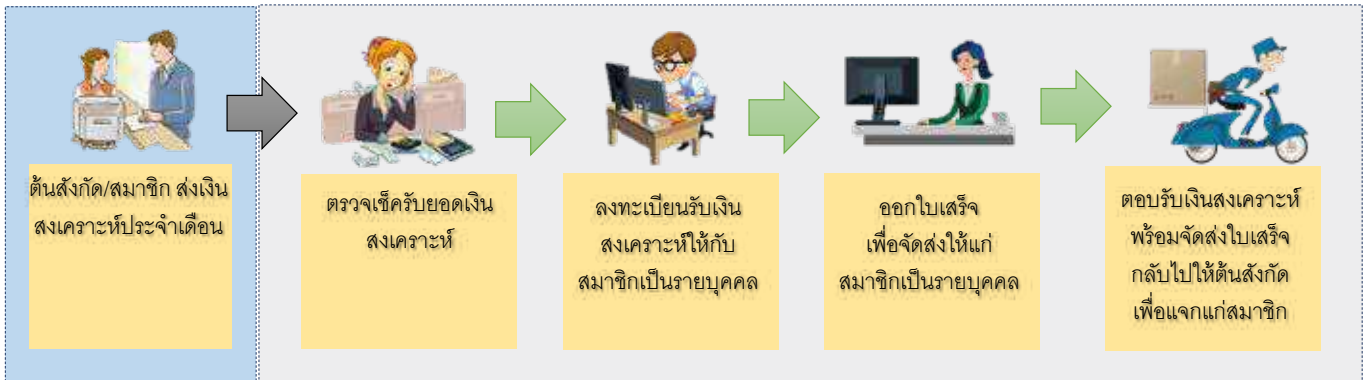 ต้นสังกัด/สมาชิก ส่งเงิน
สงเคราะห์ประจำเดือน
ตรวจเช็ครับยอดเงิน
สงเคราะห์
ลงทะเบียนรับเงิน
สงเคราะห์ให้กับ
สมาชิกเป็นรายบุคคล
ออกใบเสร็จ
เพื่อจัดส่งให้แก่
สมาชิกเป็นรายบุคคล
ตอบรับเงินสงเคราะห์
พร้อมจัดส่งใบเสร็จ
กลับไปให้ต้นสังกัด
เพื่อแจกแก่สมาชิก